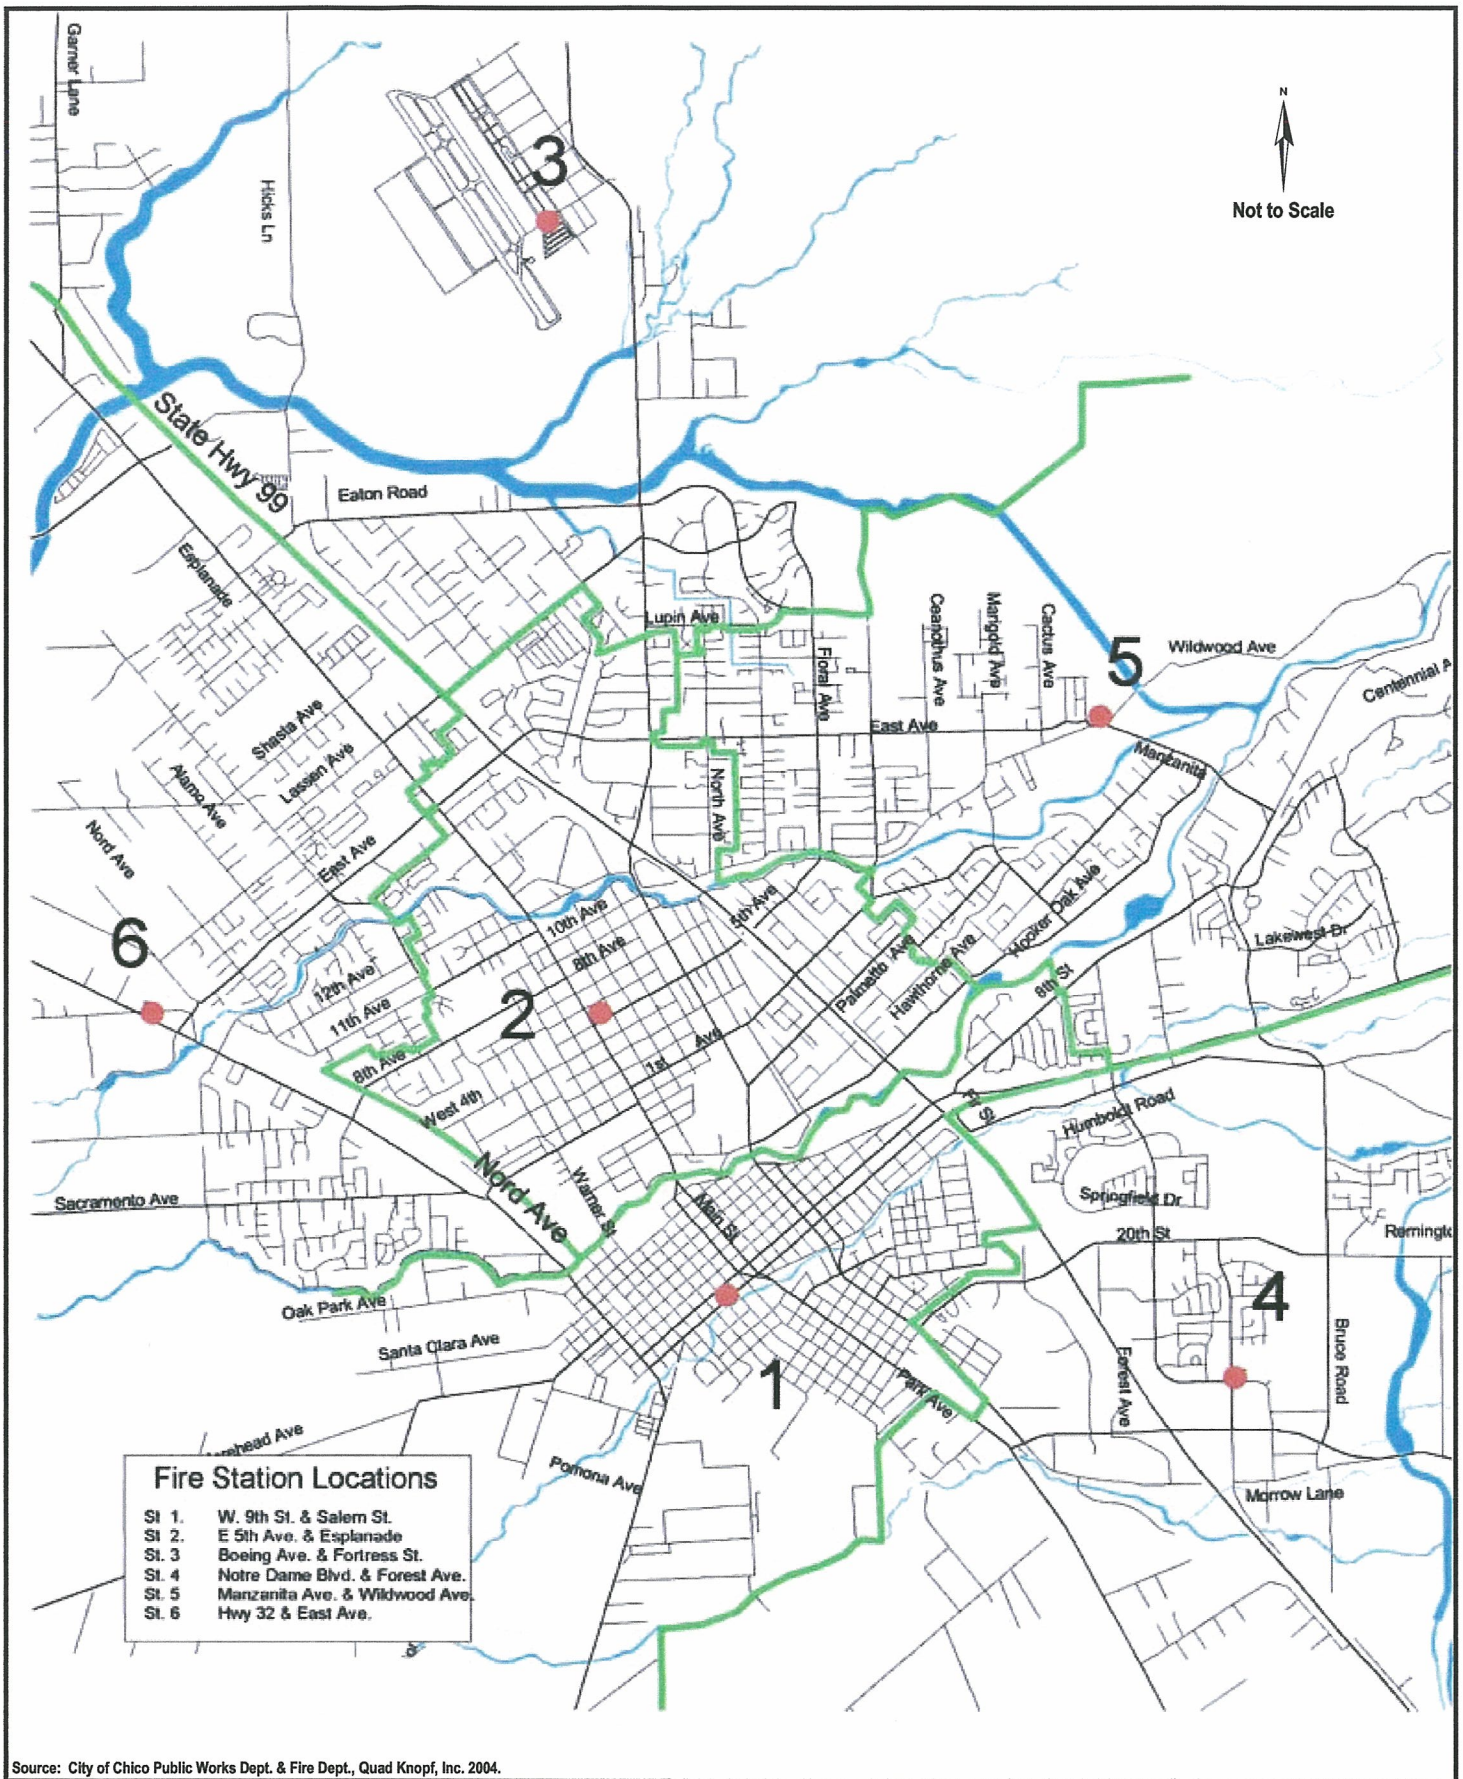 Garner Lane
Hicks Ln
3
N
Not to Scale
State Hwy 99
Eaton Road
Esplanade
Lupin Ave
Floral Ave
Ceanothus Ave
Marigold Ave
Cactus Ave
5
Wildwood Ave
Centennial A
Shasta Ave
Lassen Ave
Alamo Ave
Nord Ave
East Ave
North Ave
East Ave
Manzanita
6
10th Ave
8th Ave
5th Ave
12th Ave
11th Ave
2
Palmetto Ave
Hawthorne Ave
Hooker Oak Ave
Lakewest Dr
8th St
8th Ave
1st Ave
West 4th
Fir St
Humboldt Road
Nord Ave
Warner St
Main St
Sacramento Ave
Springfield Dr
20th St
Remingto
4
Oak Park Ave
Santa Clara Ave
1
Park Ave
Forest Ave
Bruce Road
rehead Ave
Pomona Ave
Morrow Lane
Fire Station Locations
St 1. W. 9th St. & Salem St.
St 2. E 5th Ave. & Esplanade
St. 3 Boeing Ave. & Fortress St.
St. 4 Notre Dame Blvd. & Forest Ave.
St. 5 Manzanita Ave. & Wildwood Ave.
St. 6 Hwy 32 & East Ave.
Source: City of Chico Public Works Dept. & Fire Dept., Quad Knopf, Inc. 2004.